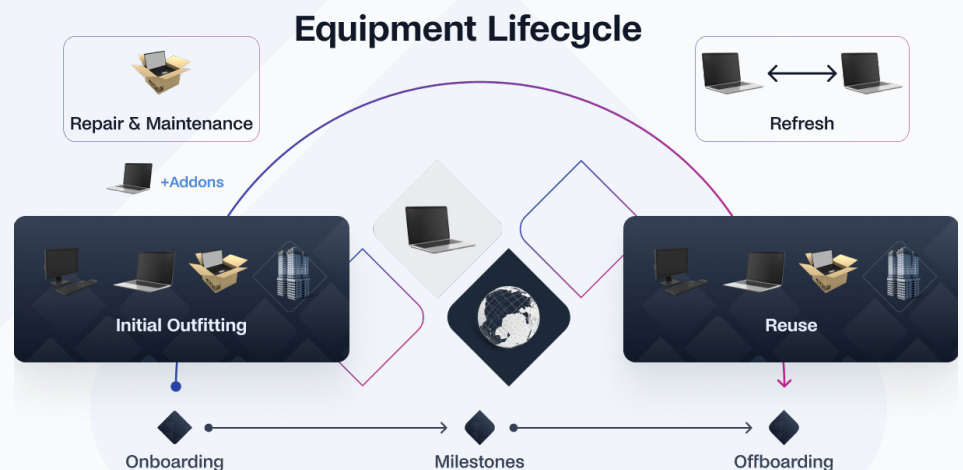 Equipment Lifecycle
Repair & Maintenance
Refresh
+Addons
Initial Outfitting
Reuse
Onboarding
Milestones
Offboarding